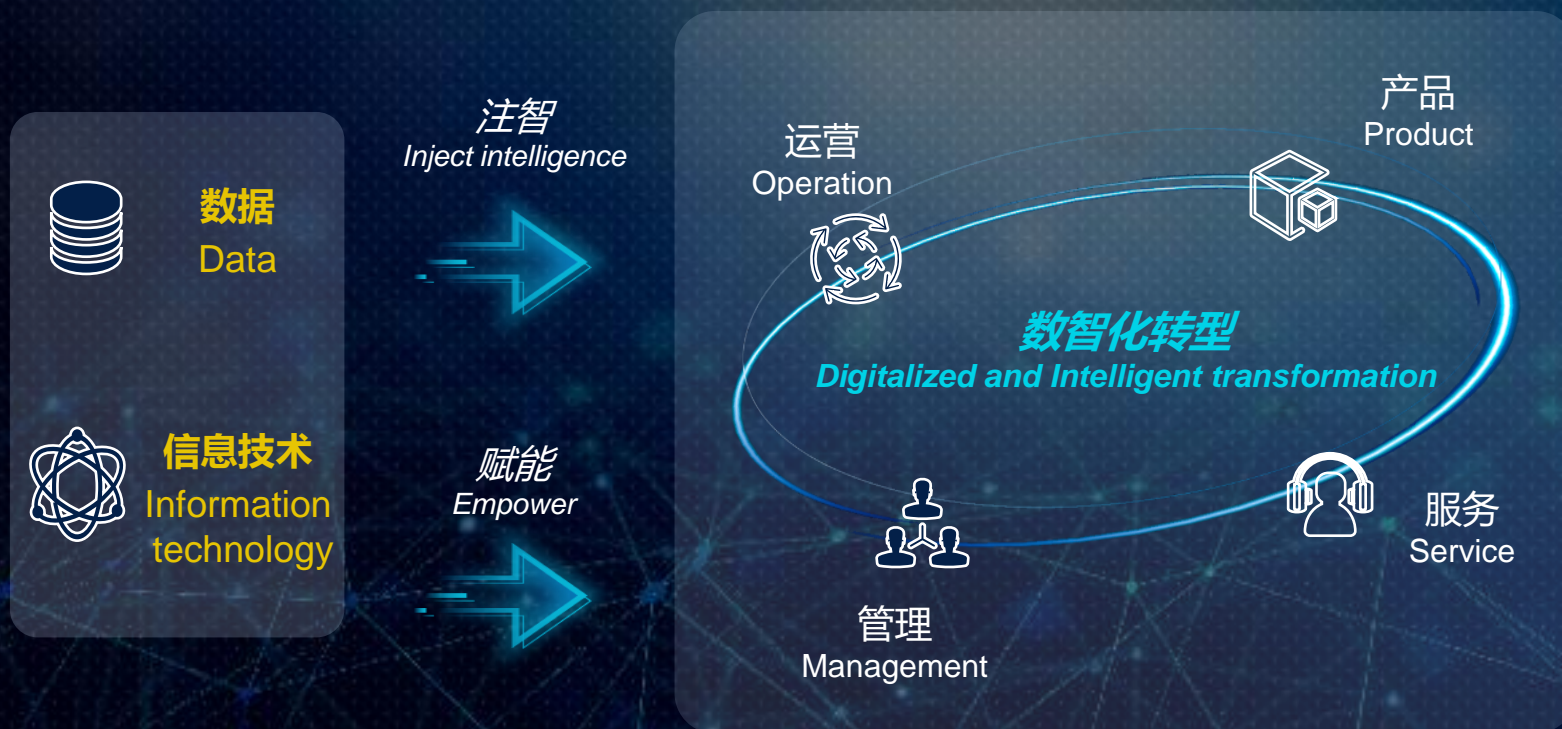 数据
Data
信息技术
Information
technology
注智
Inject intelligence
赋能
Empower
运营
Operation
产品
Product
数智化转型
Digitalized and Intelligent transformation
服务
Service
管理
Management